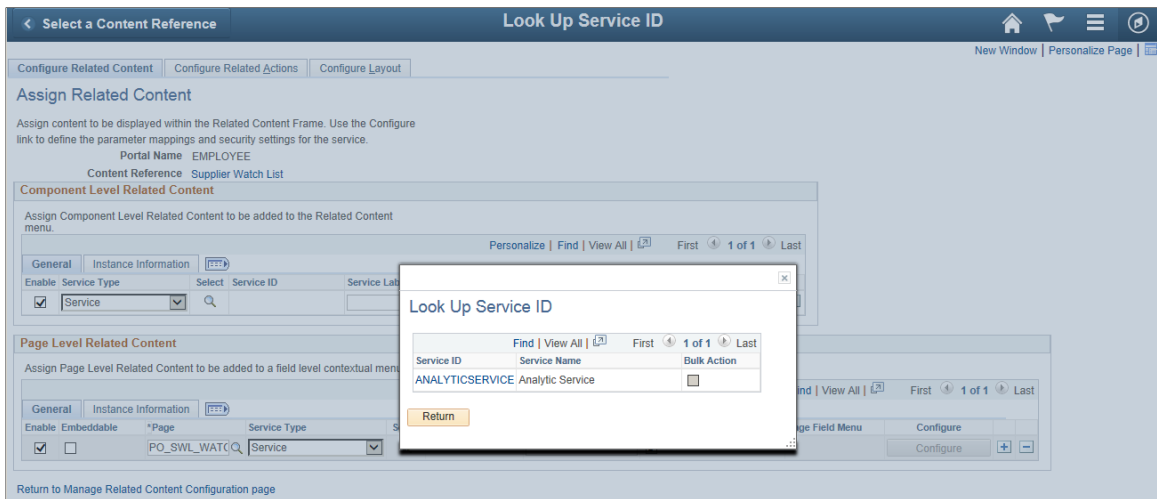 Select a Content Reference
Look Up Service ID
New Window | Personalize Page |
Configure Related Content
Configure Related Actions
Configure Layout
Assign Related Content
Assign content to be displayed within the Related Content Frame. Use the Configure
link to define the parameter mappings and security settings for the service.
Portal Name EMPLOYEE
Content Reference Supplier Watch List
Component Level Related Content
Assign Component Level Related Content to be added to the Related Content
menu.
Personalize | Find | View All | First 1 of 1 Last
General Instance Information
Enable Service Type Select Service ID Service Lab
Service
Look Up Service ID
Find | View All | First 1 of 1 Last
Service ID Service Name Bulk Action
ANALYTICSERVICE Analytic Service
Return
Page Level Related Content
Assign Page Level Related Content to be added to a field level contextual menu
View All | First 1 of 1 Last
General Instance Information
Enable Embeddable *Page Service Type Field Menu Configure
PO_SWL_WATC Service Configure
Return to Manage Related Content Configuration page